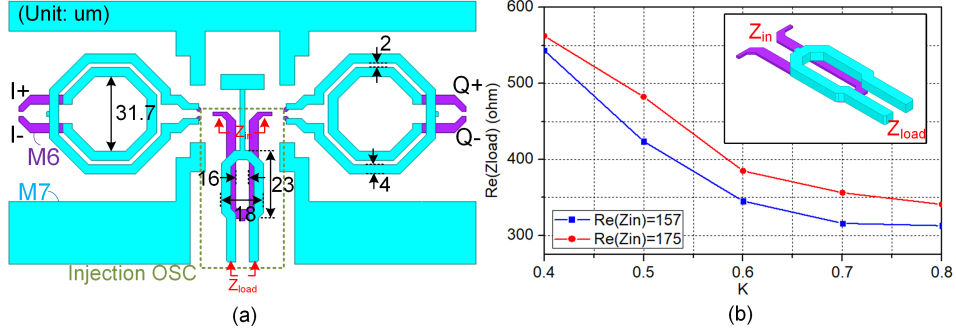 (Unit: um)
2
I+
31.7
Q+
I-
Q-
Zin
M6
16
23
4
M7
18
Injection OSC
Zload
(a)
600
500
400
300
Re(Zload) (ohm)
Zin
Zload
Re(Zin)=157
Re(Zin)=175
0.4 0.5 0.6 0.7 0.8
K
(b)